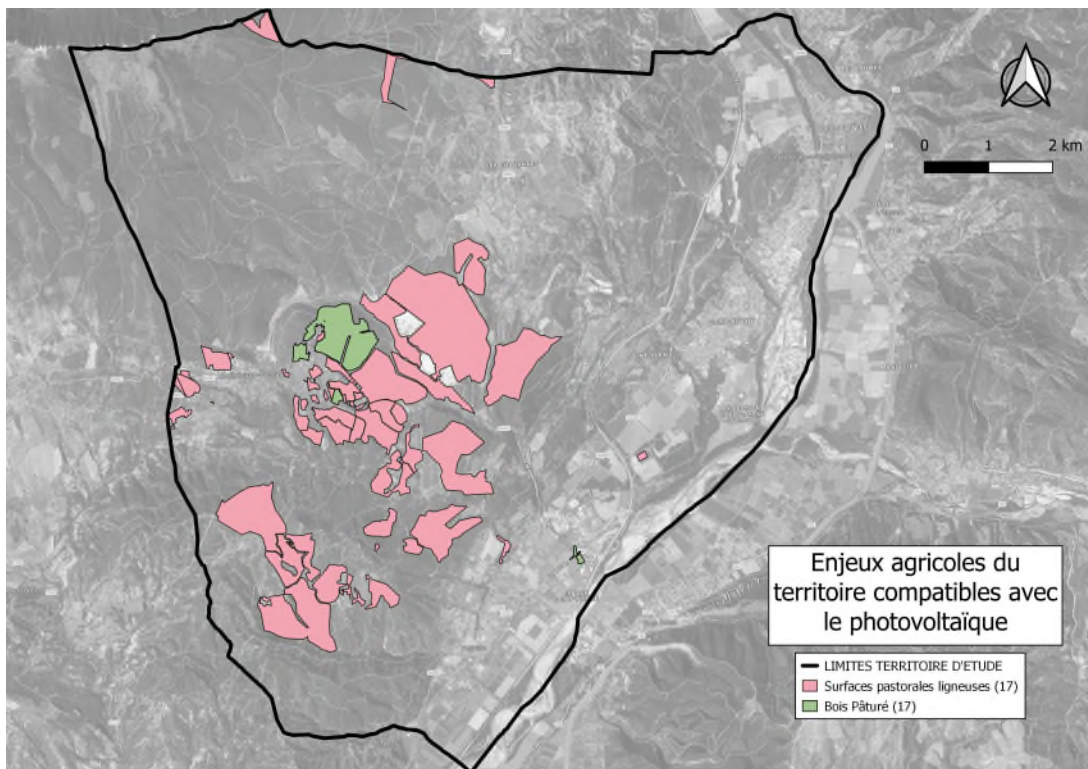 0 1 2 km
Enjeux agricoles du
territoire compatibles avec
le photovoltaïque
LIMITES TERRITOIRE D'ETUDE
Surfaces pastorales ligneuses (17)
Bois Pâturé (17)